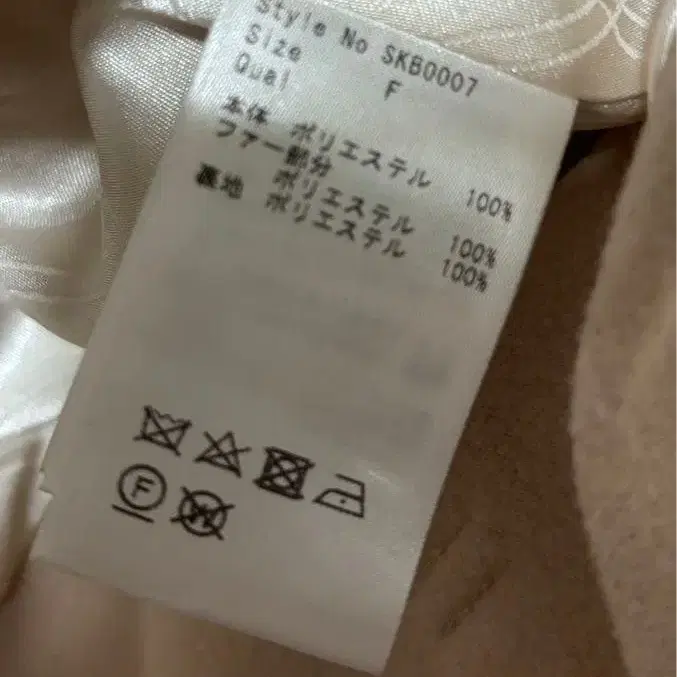 Style No SKB0007
Size F
Qual
本体 ポリエステル 100%
ファー部分
ポリエステル 100%
裏地 ポリエステル 100%
F
W